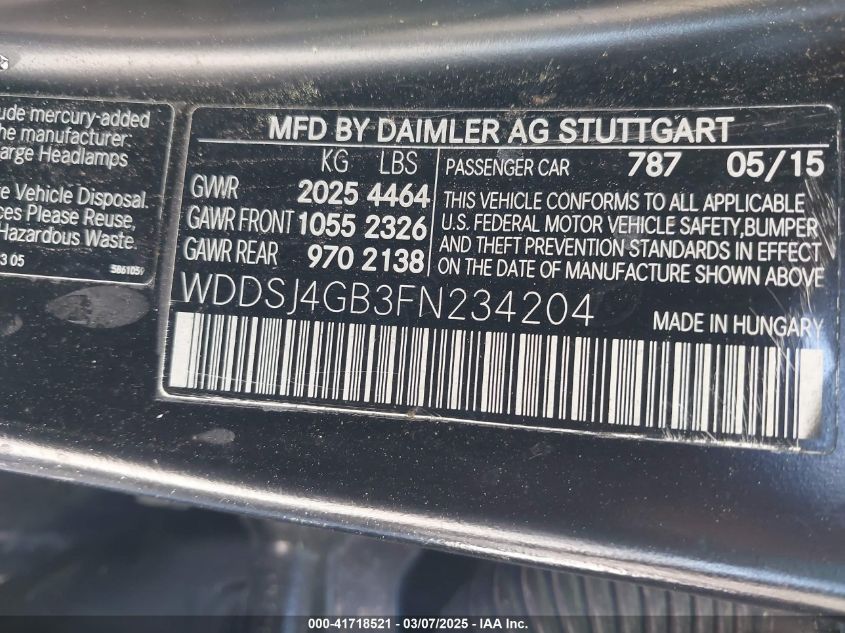 ude mercury-added
he manufacturer:
arge Headlamps
e Vehicle Disposal.
ces Please Reuse,
Hazardous Waste.
3 05
5861059
MFD BY DAIMLER AG STUTTGART
KG LBS
GVWR 2025 4464
GAWR FRONT 1055 2326
GAWR REAR 970 2138
PASSENGER CAR 787 05/15
THIS VEHICLE CONFORMS TO ALL APPLICABLE
U.S. FEDERAL MOTOR VEHICLE SAFETY,BUMPER
AND THEFT PREVENTION STANDARDS IN EFFECT
ON THE DATE OF MANUFACTURE SHOWN ABOVE
WDDSJ4GB3FN234204
MADE IN HUNGARY
000-41718521 - 03/07/2025 - IAA Inc.